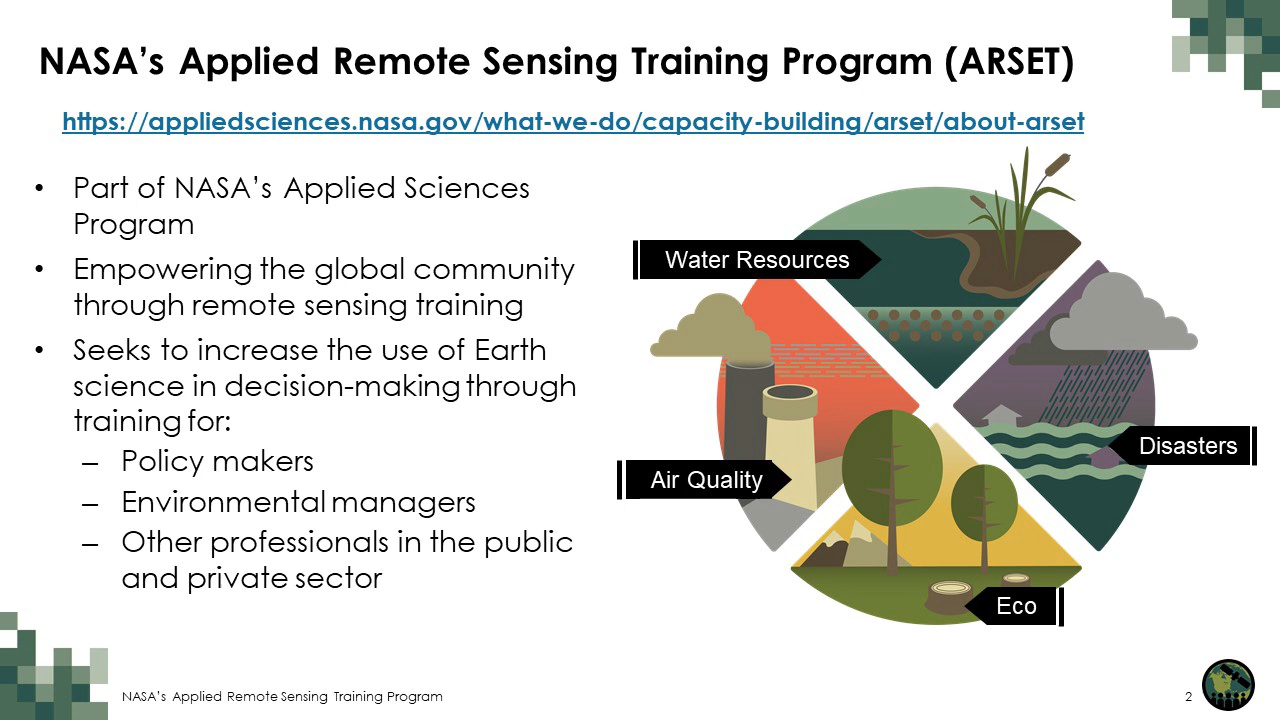 NASA’s Applied Remote Sensing Training Program (ARSET)
https://appliedsciences.nasa.gov/what-we-do/capacity-building/arset/about-arset
• Part of NASA’s Applied Sciences
Program
• Empowering the global community
through remote sensing training
• Seeks to increase the use of Earth
science in decision-making through
training for:
– Policy makers
– Environmental managers
– Other professionals in the public
and private sector
Water Resources
Disasters
Air Quality
Eco
NASA’s Applied Remote Sensing Training Program
2